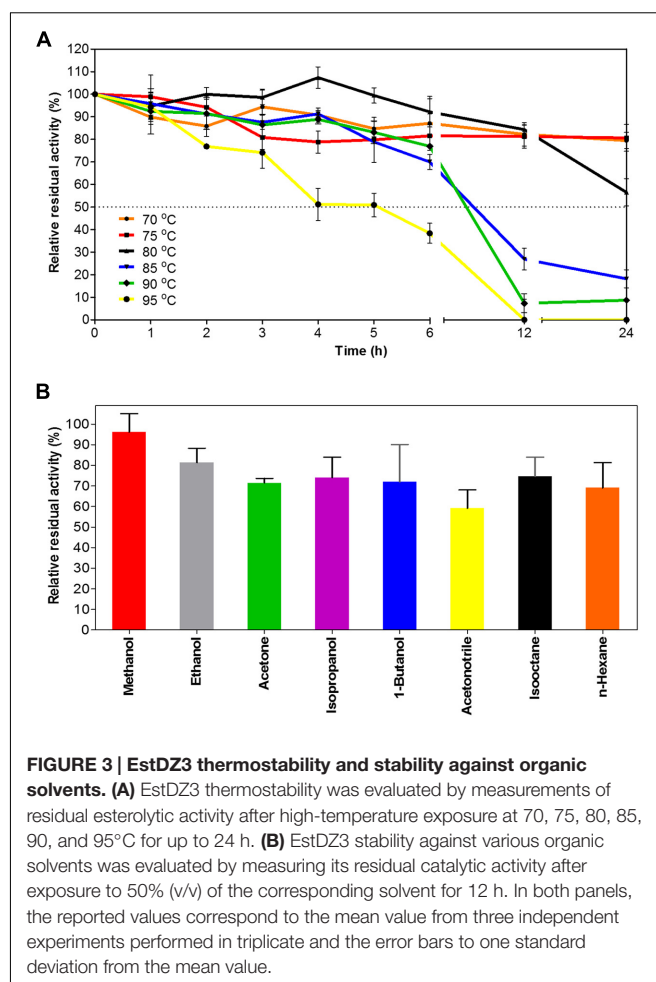 A
120
110
100
90
80
70
60
50
40
30
20
10
0
Relative residual activity (%)
70 °C
75 °C
80 °C
85 °C
90 °C
95 °C
0 1 2 3 4 5 6 12 24
Time (h)
B
100
90
80
70
60
50
40
30
20
10
0
Relative residual activity (%)
Methanol
Ethanol
Acetone
Isopropanol
1-Butanol
Acetonotrile
Isooctane
n-Hexane
FIGURE 3 | EstDZ3 thermostability and stability against organic
solvents. (A) EstDZ3 thermostability was evaluated by measurements of
residual esterolytic activity after high-temperature exposure at 70, 75, 80, 85,
90, and 95°C for up to 24 h. (B) EstDZ3 stability against various organic
solvents was evaluated by measuring its residual catalytic activity after
exposure to 50% (v/v) of the corresponding solvent for 12 h. In both panels,
the reported values correspond to the mean value from three independent
experiments performed in triplicate and the error bars to one standard
deviation from the mean value.